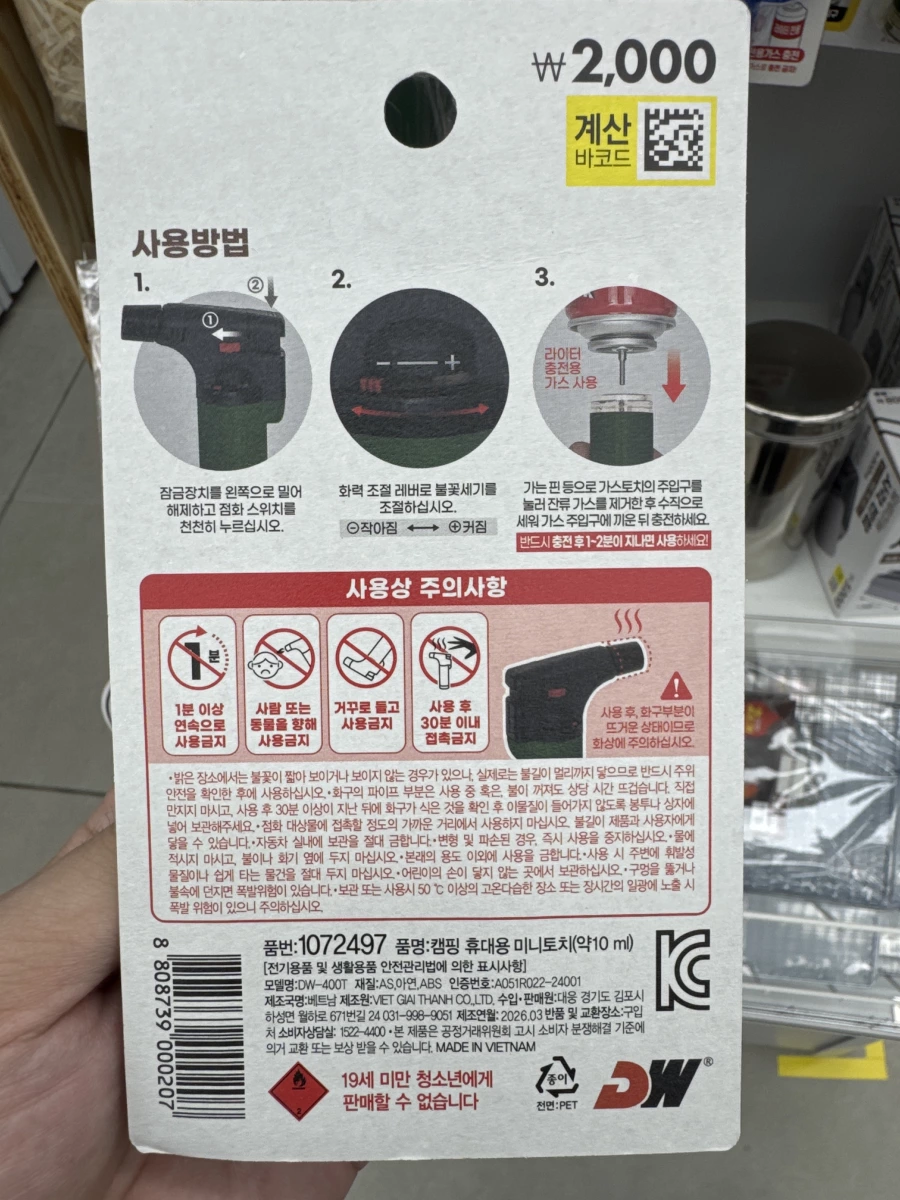 ₩2,000
계산
바코드
사용방법
1.
②
①
잠금장치를 왼쪽으로 밀어
해제하고 점화 스위치를
천천히 누르십시오.
2.
− +
화력 조절 레버로 불꽃세기를
조절하십시오.
⊖작아짐 ⟷ ⊕커짐
3.
라이터
충전용
가스 사용
가는 핀 등으로 가스토치의 주입구를
눌러 잔류 가스를 제거한 후 수직으로
세워 가스 주입구에 끼운 뒤 충전하세요.
반드시 충전 후 1~2분이 지나면 사용하세요!
사용상 주의사항
1분
1분 이상
연속으로
사용금지
사람 또는
동물을 향해
사용금지
거꾸로 들고
사용금지
사용 후
30분 이내
접촉금지
사용 후, 화구부분이
뜨거운 상태이므로
화상에 주의하십시오.
•밝은 장소에서는 불꽃이 짧아 보이거나 보이지 않는 경우가 있으나, 실제로는 불길이 멀리까지 닿으므로 반드시 주위
안전을 확인한 후에 사용하십시오.•화구의 파이프 부분은 사용 중 혹은, 불이 꺼져도 상당 시간 뜨겁습니다. 직접
만지지 마시고, 사용 후 30분 이상이 지난 뒤에 화구가 식은 것을 확인 후 이물질이 들어가지 않도록 봉투나 상자에
넣어 보관해주세요.•점화 대상물에 접촉할 정도의 가까운 거리에서 사용하지 마십시오. 불길이 제품과 사용자에게
닿을 수 있습니다.•자동차 실내에 보관을 절대 금합니다.•변형 및 파손된 경우, 즉시 사용을 중지하십시오.•물에
적시지 마시고, 불이나 화기 옆에 두지 마십시오.•본래의 용도 이외에 사용을 금합니다.•사용 시 주변에 휘발성
물질이나 쉽게 타는 물건을 절대 두지 마십시오.•어린이의 손이 닿지 않는 곳에서 보관하십시오.•구멍을 뚫거나
불속에 던지면 폭발위험이 있습니다.•보관 또는 사용시 50 ℃ 이상의 고온다습한 장소 또는 장시간의 일광에 노출 시
폭발 위험이 있으니 주의하십시오.
8 808739 000207
품번:1072497 품명:캠핑 휴대용 미니토치(약10 ml)
[전기용품 및 생활용품 안전관리법에 의한 표시사항]
모델명:DW-400T 재질:AS,아연,ABS 인증번호:A051R022-24001
제조국명:베트남 제조원:VIET GIAI THANH CO.,LTD. 수입•판매원:대웅 경기도 김포시
하성면 월하로 671번길 24 031-998-9051 제조연월:2026.03 반품 및 교환장소:구입
처 소비자상담실: 1522-4400 • 본 제품은 공정거래위원회 고시 소비자 분쟁해결 기준에
의거 교환 또는 보상 받을 수 있습니다. MADE IN VIETNAM
KC
2
19세 미만 청소년에게
판매할 수 없습니다
종이
전면:PET
DW®